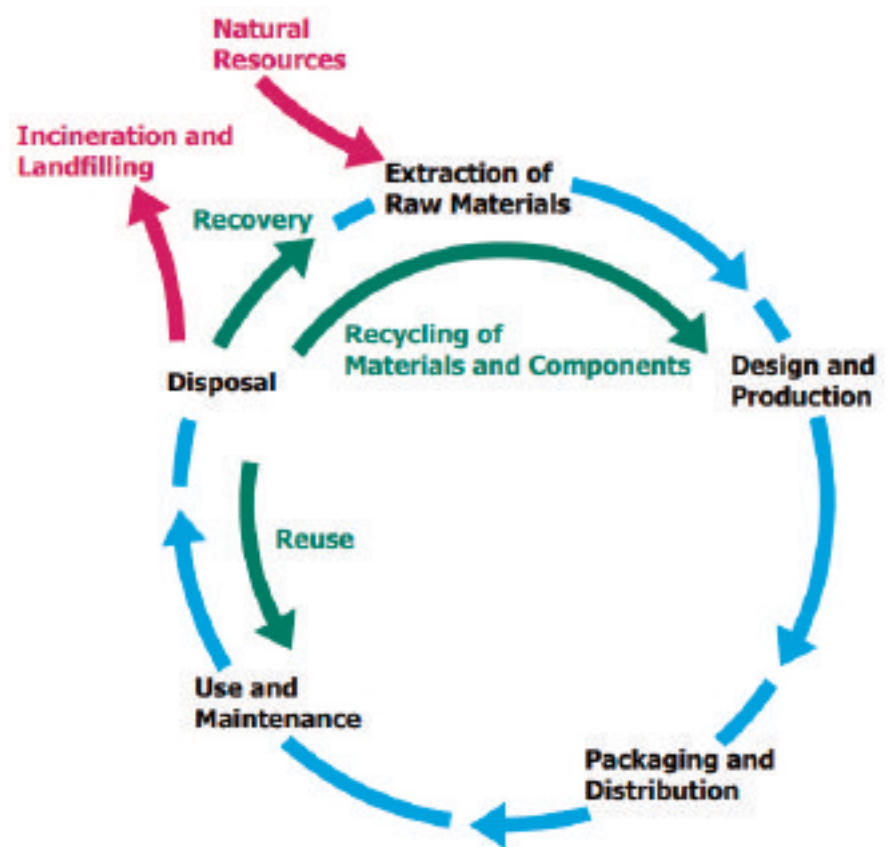 Natural
Resources
Incineration and
Landfilling
Extraction of
Raw Materials
Recovery
Recycling of
Materials and Components
Design and
Production
Disposal
Reuse
Use and
Maintenance
Packaging and
Distribution